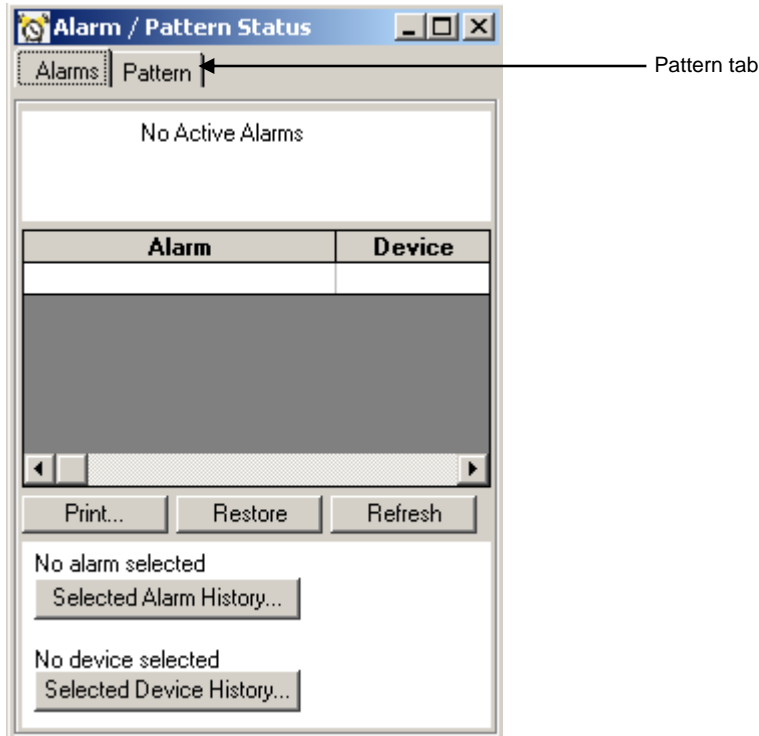 Alarm / Pattern Status
Alarms Pattern
Pattern tab
No Active Alarms
Alarm Device
Print... Restore Refresh
No alarm selected
Selected Alarm History...
No device selected
Selected Device History...